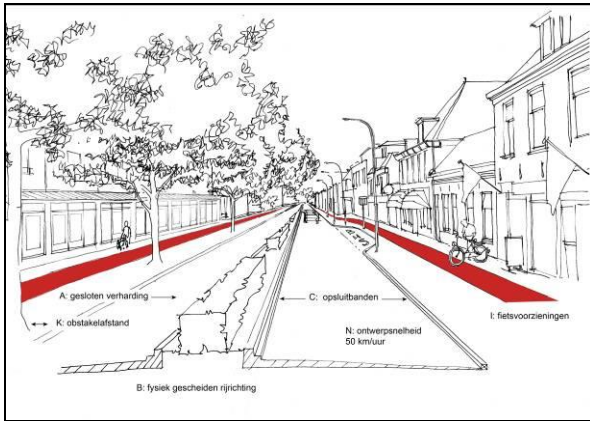 A: gesloten verharding
K: obstakelafstand
C: opsluitbanden
N: ontwerpsnelheid
50 km/uur
I: fietsvoorzieningen
B: fysiek gescheiden rijrichting